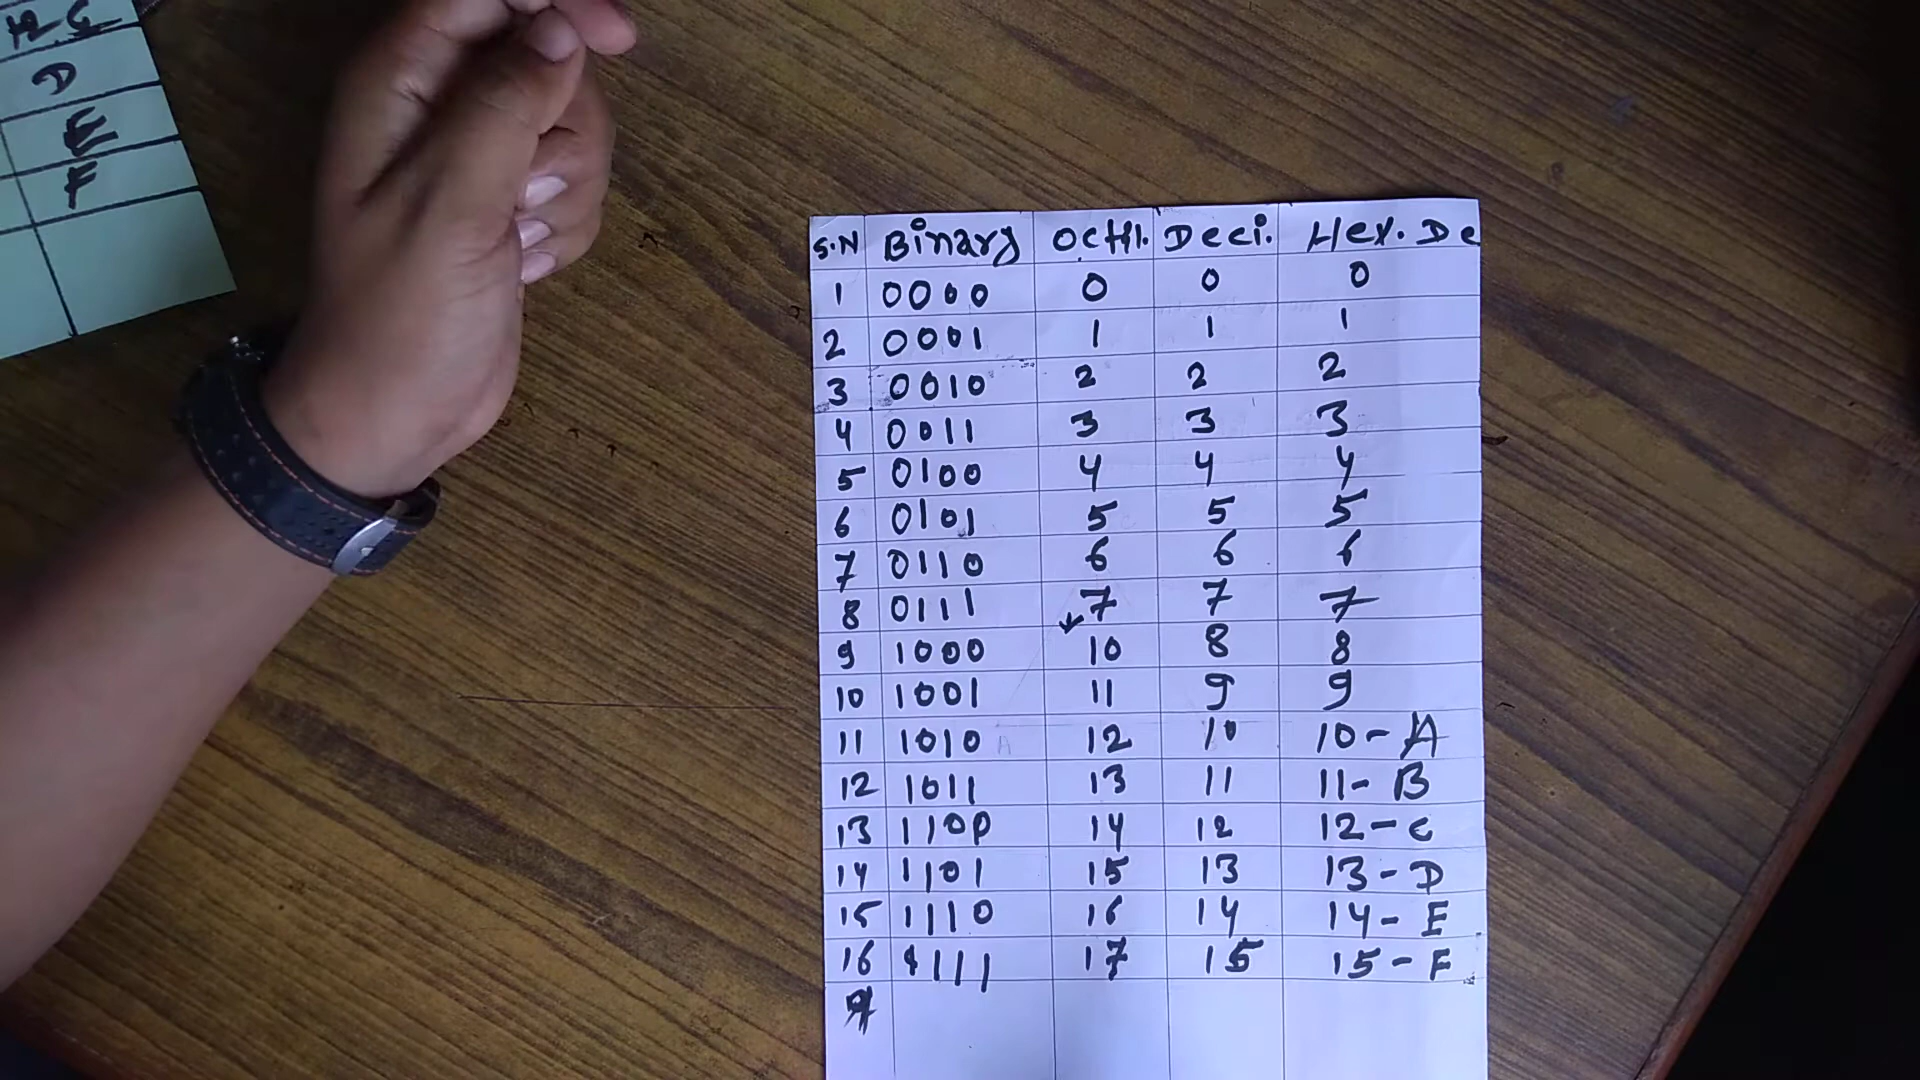 D
E
F
S.N Binary Octal. Deci. Hex. De
1 0000 0 0 0
2 0001 1 1 1
3 0010 2 2 2
4 0011 3 3 3
5 0100 4 4 4
6 0101 5 5 5
7 0110 6 6 6
8 0111 7 7 7
9 1000 10 8 8
10 1001 11 9 9
11 1010 12 10 10-A
12 1011 13 11 11-B
13 1100 14 12 12-C
14 1101 15 13 13-D
15 1110 16 14 14-E
16 1111 17 15 15-F